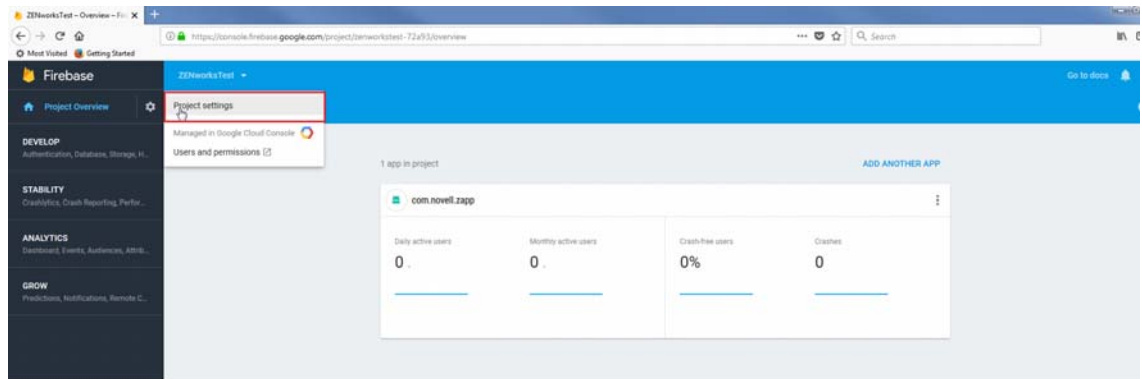 ZENworksTest – Overview – Fir
https://console.firebase.google.com/project/zenworkstest-72a93/overview
Search
Most Visited Getting Started
Firebase
ZENworksTest
Go to docs
Project Overview
Project settings
Managed in Google Cloud Console
Users and permissions
DEVELOP
Authentication, Database, Storage, H...
STABILITY
Crashlytics, Crash Reporting, Perfor...
ANALYTICS
Dashboard, Events, Audiences, Attrib...
GROW
Predictions, Notifications, Remote C...
1 app in project
ADD ANOTHER APP
com.novell.zapp
Daily active users
Monthly active users
Crash-free users
Crashes
0
0
0%
0